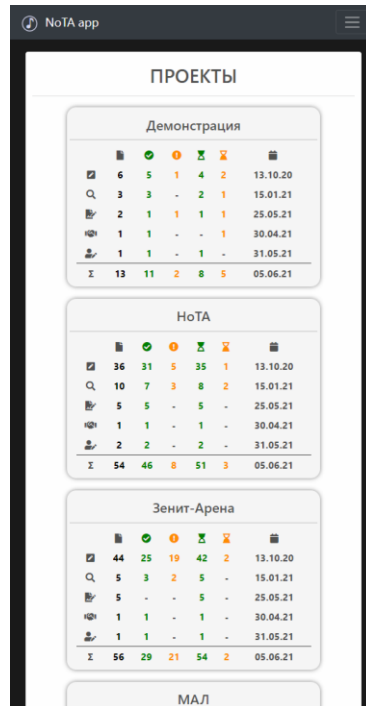 NoTA app
ПРОЕКТЫ
Демонстрация
6 5 1 4 2 13.10.20
3 3 - 2 1 15.01.21
2 1 1 1 1 25.05.21
1 1 - - 1 30.04.21
1 1 - 1 - 31.05.21
Σ 13 11 2 8 5 05.06.21
НоТА
36 31 5 35 1 13.10.20
10 7 3 8 2 15.01.21
5 5 - 5 - 25.05.21
1 1 - 1 - 30.04.21
2 2 - 2 - 31.05.21
Σ 54 46 8 51 3 05.06.21
Зенит-Арена
44 25 19 42 2 13.10.20
5 3 2 5 - 15.01.21
5 - - 5 - 25.05.21
1 1 - 1 - 30.04.21
1 1 - 1 - 31.05.21
Σ 56 29 21 54 2 05.06.21
МАЛ